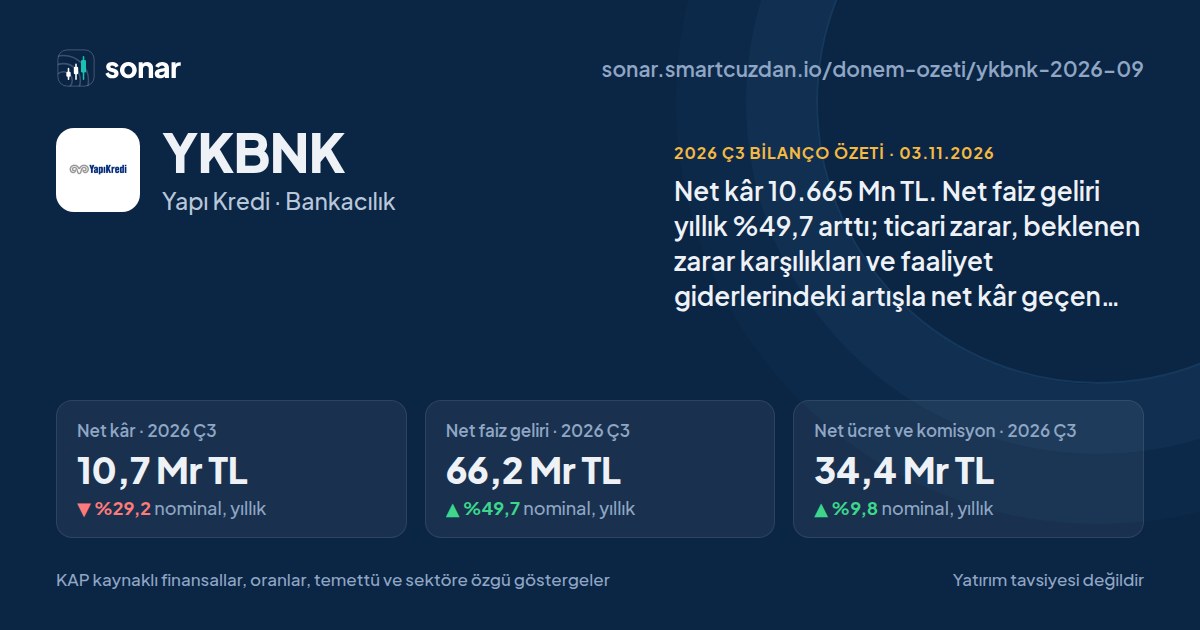 sonar
sonar.smartcuzdan.io/donem-ozeti/ykbnk-2026-09
YapıKredi
YKBNK
Yapı Kredi · Bankacılık
2026 Ç3 BİLANÇO ÖZETİ · 03.11.2026
Net kâr 10.665 Mn TL. Net faiz geliri
yıllık %49,7 arttı; ticari zarar, beklenen
zarar karşılıkları ve faaliyet
giderlerindeki artışla net kâr geçen…
Net kâr · 2026 Ç3
10,7 Mr TL
▼ %29,2 nominal, yıllık
Net faiz geliri · 2026 Ç3
66,2 Mr TL
▲ %49,7 nominal, yıllık
Net ücret ve komisyon · 2026 Ç3
34,4 Mr TL
▲ %9,8 nominal, yıllık
KAP kaynaklı finansallar, oranlar, temettü ve sektöre özgü göstergeler
Yatırım tavsiyesi değildir